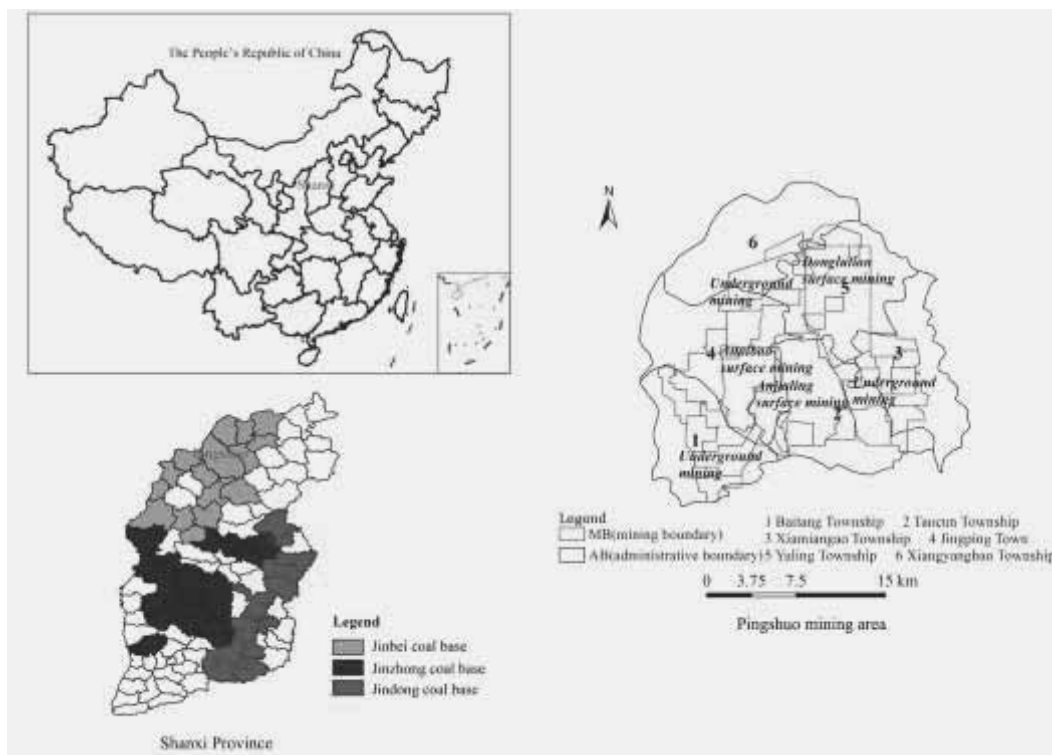 The People's Republic of China
Shanxi
N
6
Donglutian
surface mining
5
Underground
mining
4
3
Antaibao
surface mining
Anjialing
surface mining
Underground
mining
2
1
Underground
mining
Legend
MB(mining boundary)
AB(administrative boundary)
1 Baitang Township 2 Taocun Township
3 Xiamiangao Township 4 Jingping Town
5 Yuling Township 6 Xiangyangbao Township
0 3.75 7.5 15 km
Pingshuo mining area
Legend
Jinbei coal base
Jinzhong coal base
Jindong coal base
Shanxi Province